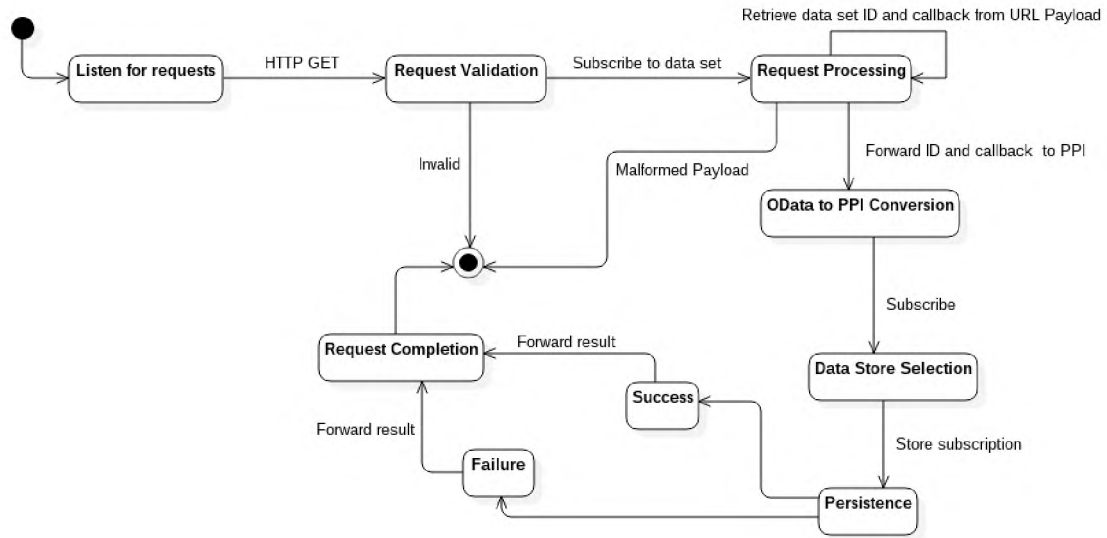 Retrieve data set ID and callback from URL Payload
Listen for requests
HTTP GET
Request Validation
Subscribe to data set
Request Processing
Invalid
Malformed Payload
Forward ID and callback to PPI
OData to PPI Conversion
Subscribe
Request Completion
Forward result
Data Store Selection
Success
Forward result
Store subscription
Failure
Persistence